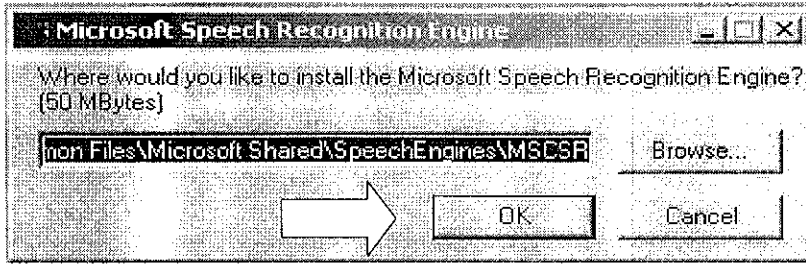 Microsoft Speech Recognition Engine
Where would you like to install the Microsoft Speech Recognition Engine?
(50 MBytes)
mon Files\Microsoft Shared\SpeechEngines\MSCSR
Browse...
OK
Cancel